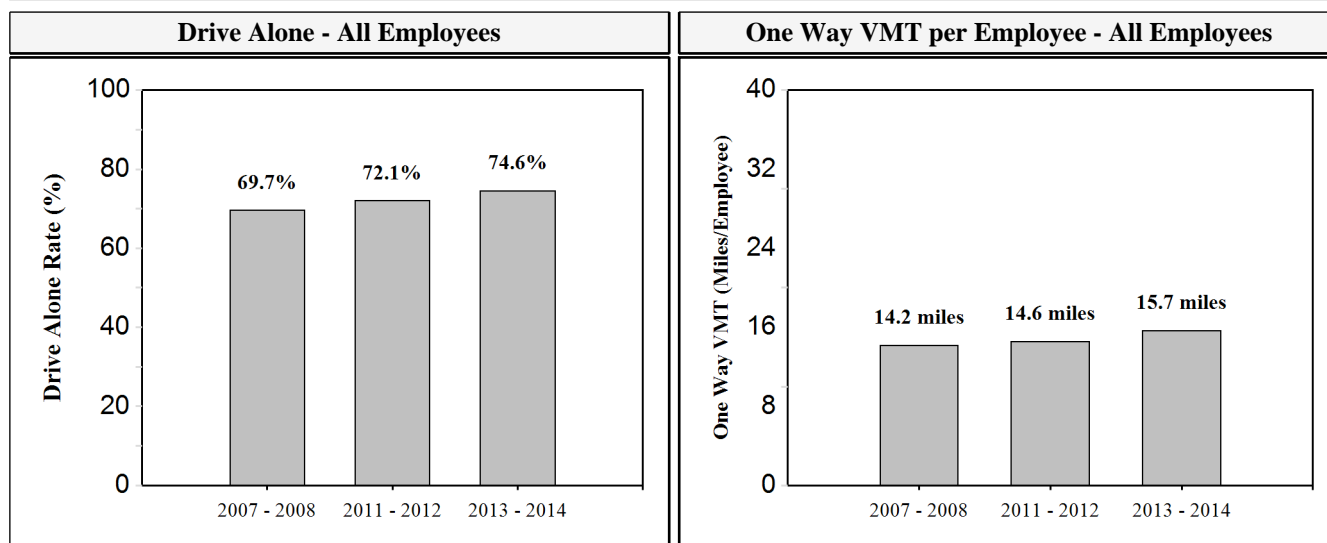 Drive Alone - All Employees
One Way VMT per Employee - All Employees
Drive Alone Rate (%)
100
80
60
40
20
0
69.7%
72.1%
74.6%
2007 - 2008
2011 - 2012
2013 - 2014
One Way VMT (Miles/Employee)
40
32
24
16
8
0
14.2 miles
14.6 miles
15.7 miles
2007 - 2008
2011 - 2012
2013 - 2014